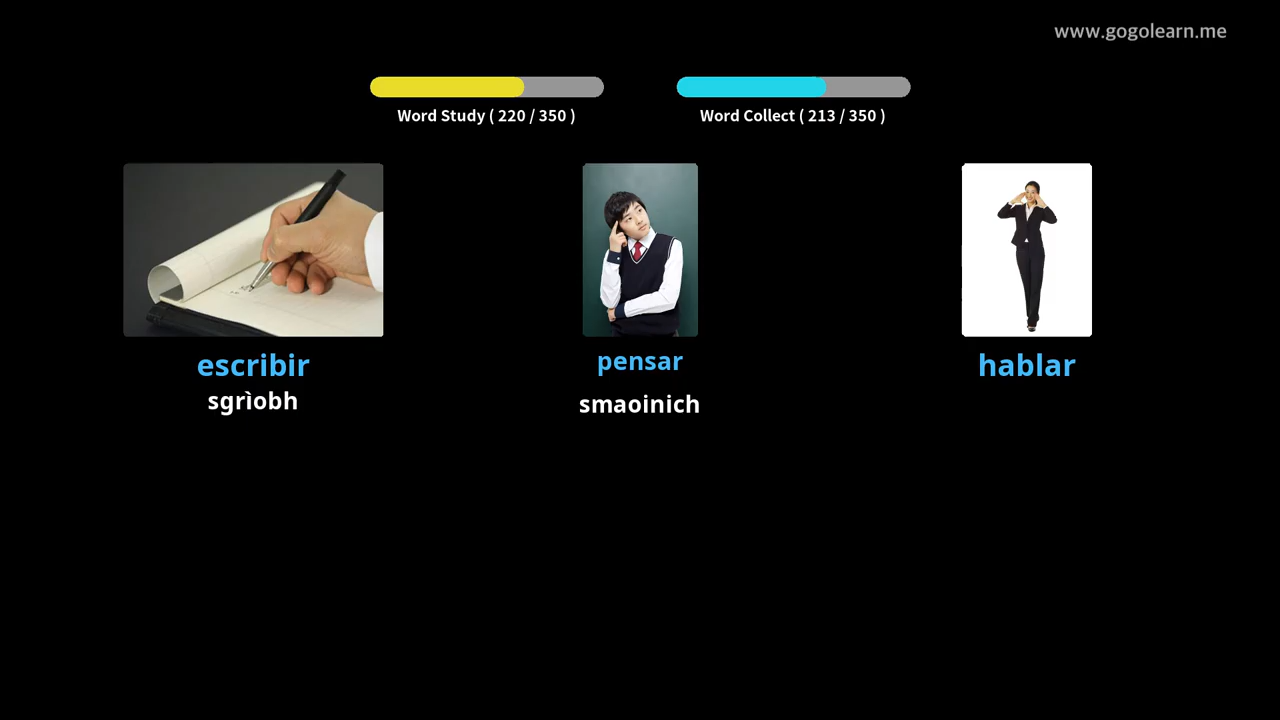 www.gogolearn.me
Word Study ( 220 / 350 )
Word Collect ( 213 / 350 )
escribir
sgrìobh
pensar
smaoinich
hablar